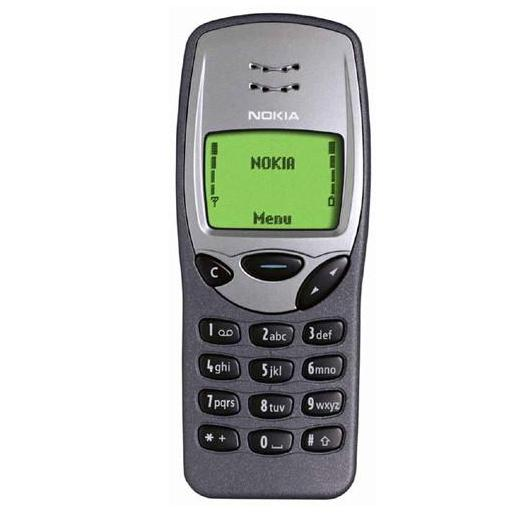 NOKIA
NOKIA
Menu
C
1 2abc 3def
4ghi 5jkl 6mno
7pqrs 8tuv 9wxyz
* + 0 #